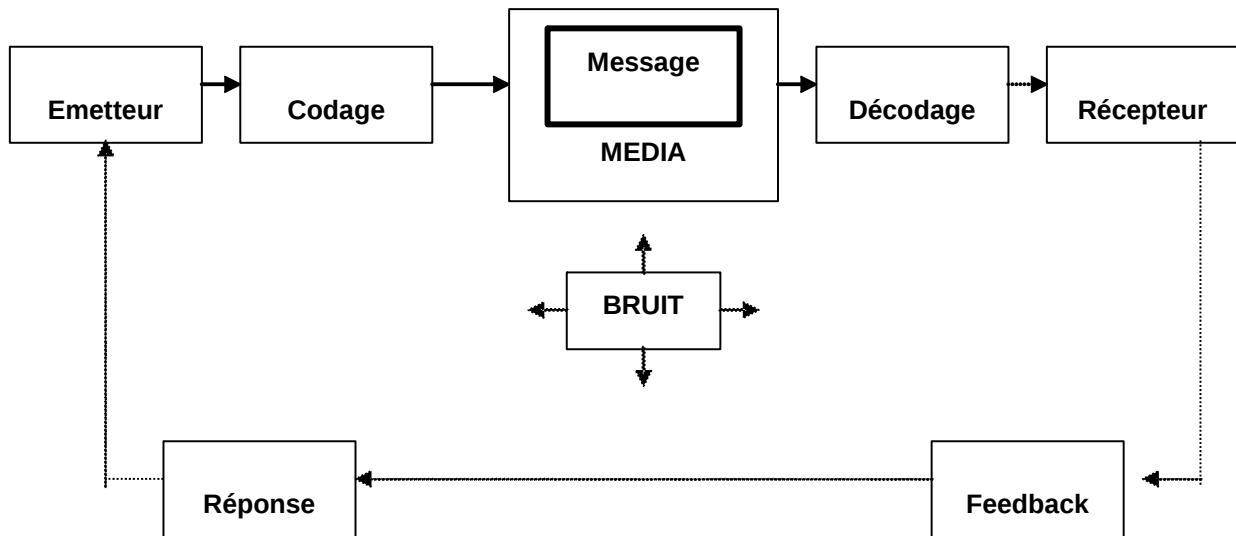 Message
Emetteur
Codage
Décodage
Récepteur
MEDIA
BRUIT
Réponse
Feedback